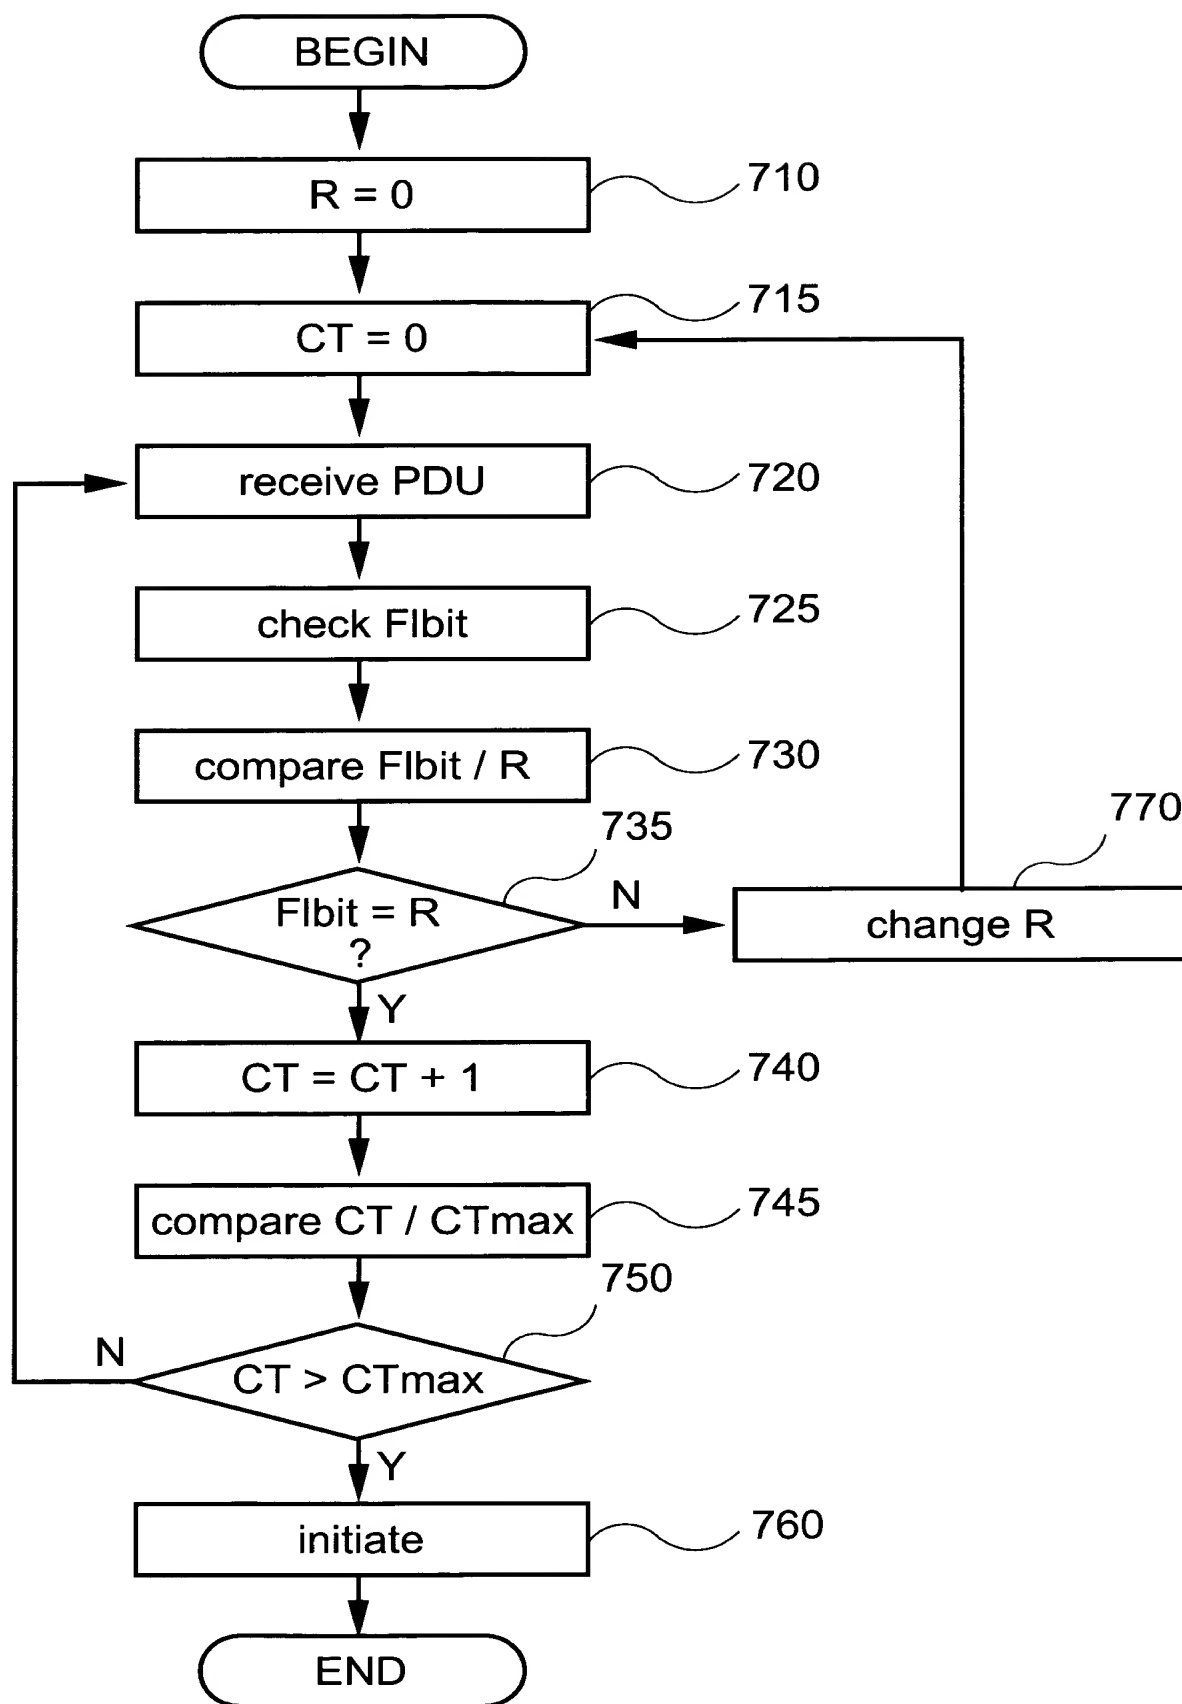 BEGIN
R = 0
710
CT = 0
715
receive PDU
720
check FIbit
725
compare FIbit / R
730
735
FIbit = R
?
N
770
change R
Y
CT = CT + 1
740
compare CT / CTmax
745
750
N
CT > CTmax
Y
initiate
760
END